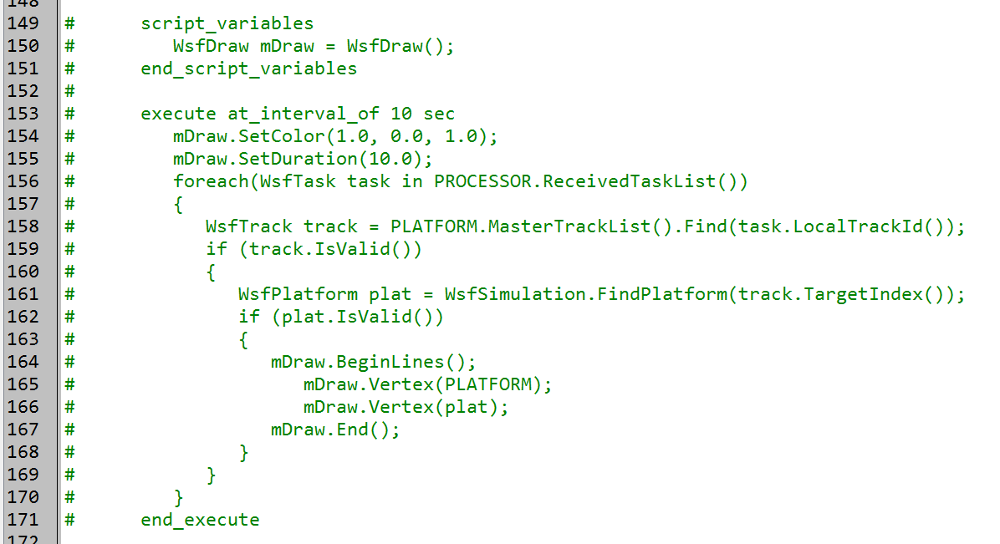 148
149 # script_variables
150 # WsfDraw mDraw = WsfDraw();
151 # end_script_variables
152 #
153 # execute at_interval_of 10 sec
154 # mDraw.SetColor(1.0, 0.0, 1.0);
155 # mDraw.SetDuration(10.0);
156 # foreach(WsfTask task in PROCESSOR.ReceivedTaskList())
157 # {
158 # WsfTrack track = PLATFORM.MasterTrackList().Find(task.LocalTrackId());
159 # if (track.IsValid())
160 # {
161 # WsfPlatform plat = WsfSimulation.FindPlatform(track.TargetIndex());
162 # if (plat.IsValid())
163 # {
164 # mDraw.BeginLines();
165 # mDraw.Vertex(PLATFORM);
166 # mDraw.Vertex(plat);
167 # mDraw.End();
168 # }
169 # }
170 # }
171 # end_execute
172